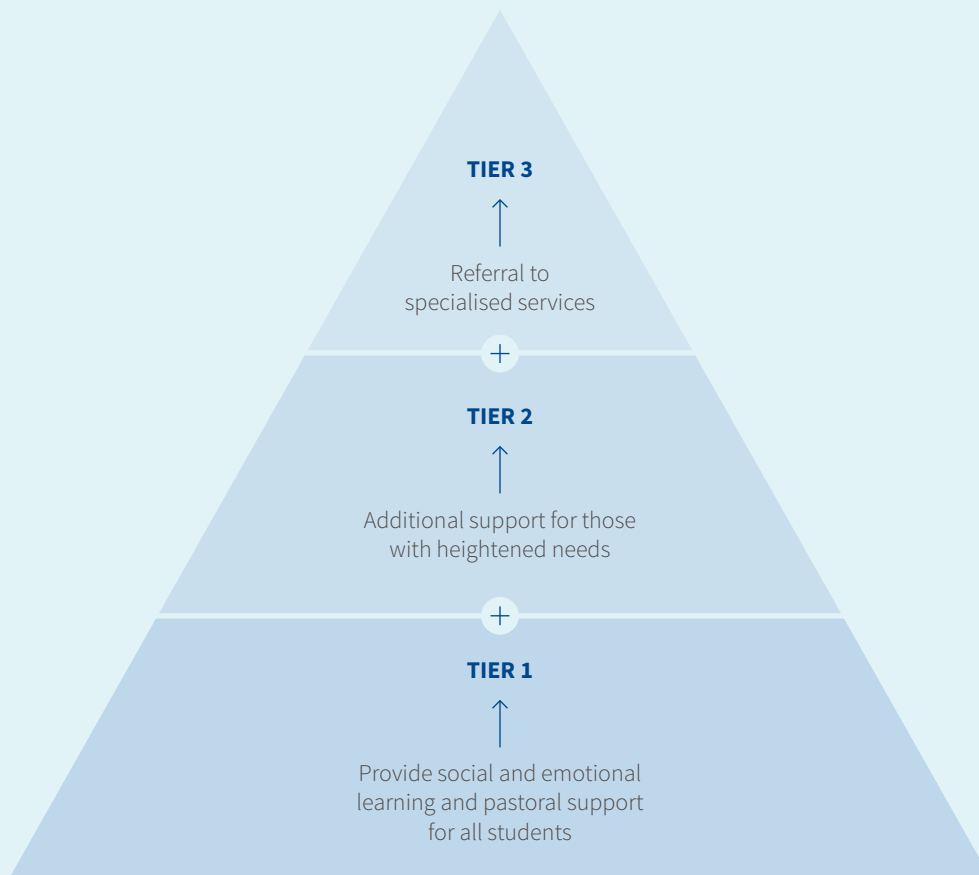 TIER 3
Referral to
specialised services
+
TIER 2
Additional support for those
with heightened needs
+
TIER 1
Provide social and emotional
learning and pastoral support
for all students